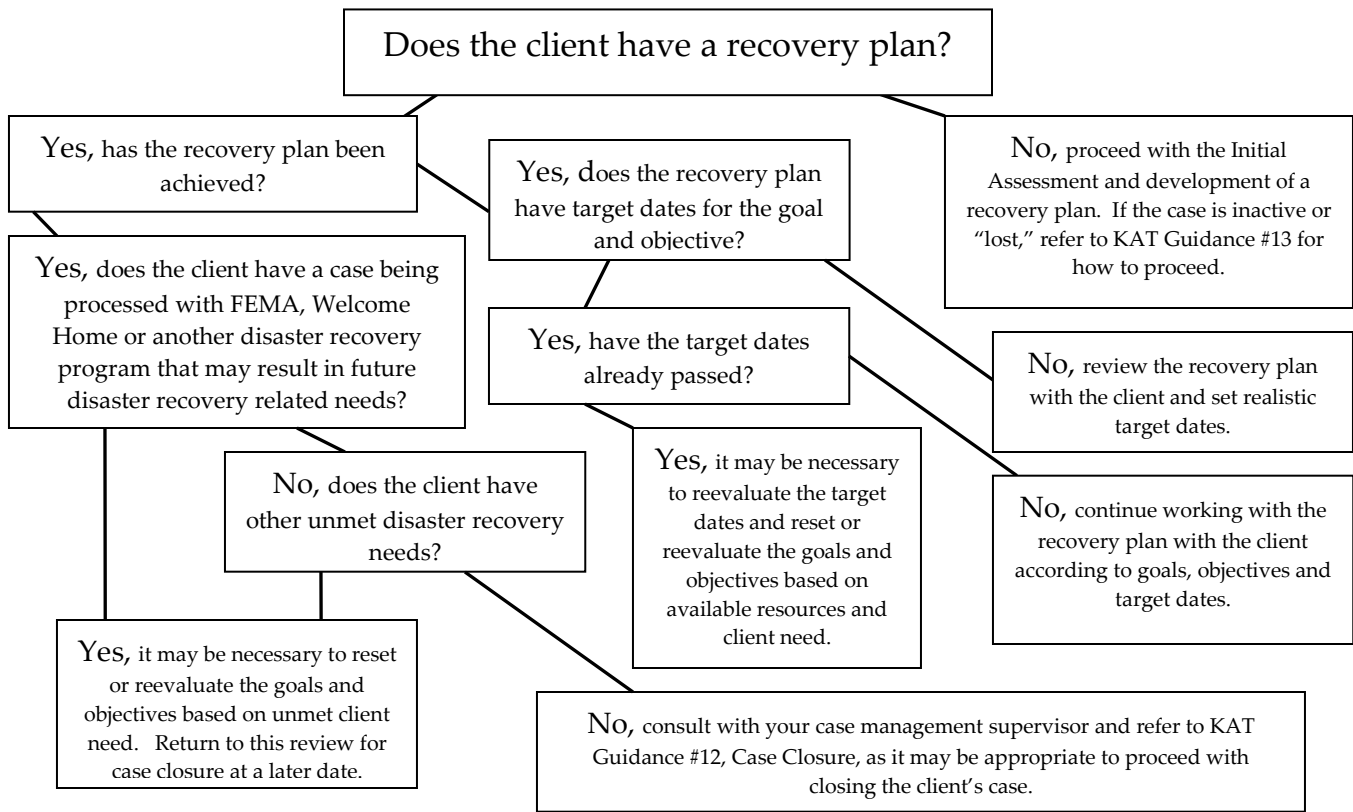 Does the client have a recovery plan?
Yes, has the recovery plan been
achieved?
Yes, does the recovery plan
have target dates for the goal
and objective?
No, proceed with the Initial
Assessment and development of a
recovery plan. If the case is inactive or
“lost,” refer to KAT Guidance #13 for
how to proceed.
Yes, does the client have a case being
processed with FEMA, Welcome
Home or another disaster recovery
program that may result in future
disaster recovery related needs?
Yes, have the target dates
already passed?
No, review the recovery plan
with the client and set realistic
target dates.
No, does the client have
other unmet disaster recovery
needs?
Yes, it may be necessary
to reevaluate the target
dates and reset or
reevaluate the goals and
objectives based on
available resources and
client need.
No, continue working with the
recovery plan with the client
according to goals, objectives and
target dates.
Yes, it may be necessary to reset
or reevaluate the goals and
objectives based on unmet client
need. Return to this review for
case closure at a later date.
No, consult with your case management supervisor and refer to KAT
Guidance #12, Case Closure, as it may be appropriate to proceed with
closing the client’s case.